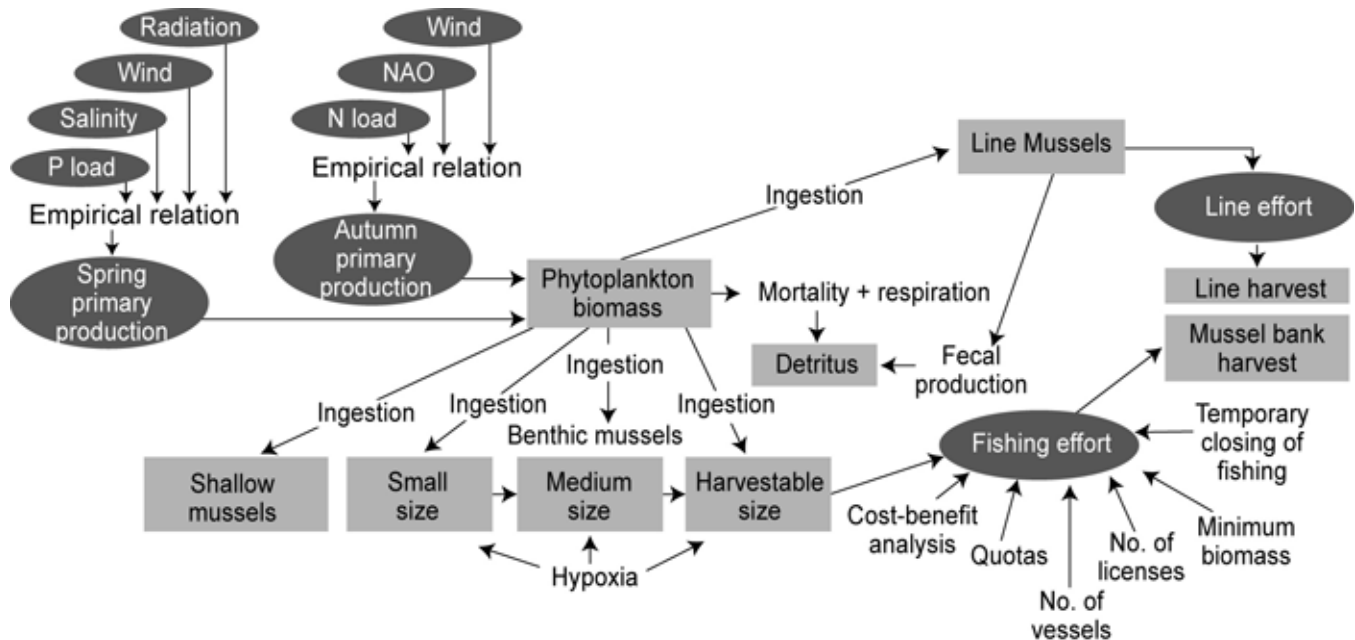 Radiation
Wind
Salinity
P load
Empirical relation
Spring
primary
production
Wind
NAO
N load
Empirical relation
Autumn
primary
production
Phytoplankton
biomass
Ingestion
Line Mussels
Line effort
Line harvest
Mussel bank
harvest
Mortality + respiration
Detritus
Fecal
production
Ingestion
Ingestion
Ingestion
Ingestion
Benthic mussels
Shallow
mussels
Small
size
Medium
size
Harvestable
size
Hypoxia
Fishing effort
Temporary
closing of
fishing
Cost-benefit
analysis
Quotas
No. of
vessels
No. of
licenses
Minimum
biomass